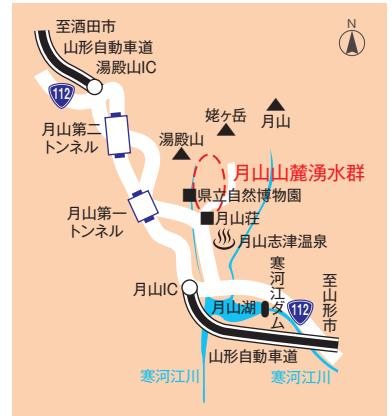 至酒田市
山形自動車道
湯殿山IC
N
112
姥ヶ岳
月山
月山第二
トンネル
湯殿山
月山山麓湧水群
県立自然博物園
月山荘
月山第一
トンネル
月山志津温泉
月山IC
月山湖
寒河江ダム
112
至山形市
山形自動車道
寒河江川
寒河江川